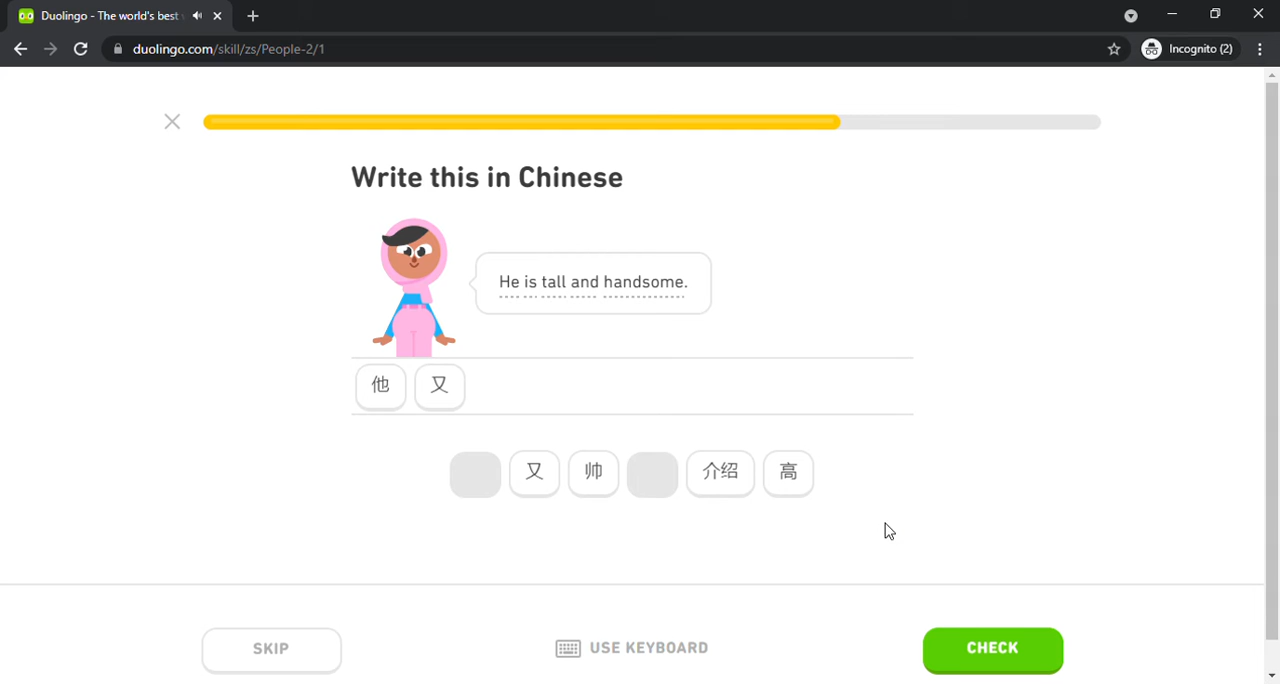 Duolingo - The world's best
duolingo.com/skill/zs/People-2/1
Incognito (2)
Write this in Chinese
He is tall and handsome.
他 又
又 帅 介绍 高
SKIP
USE KEYBOARD
CHECK